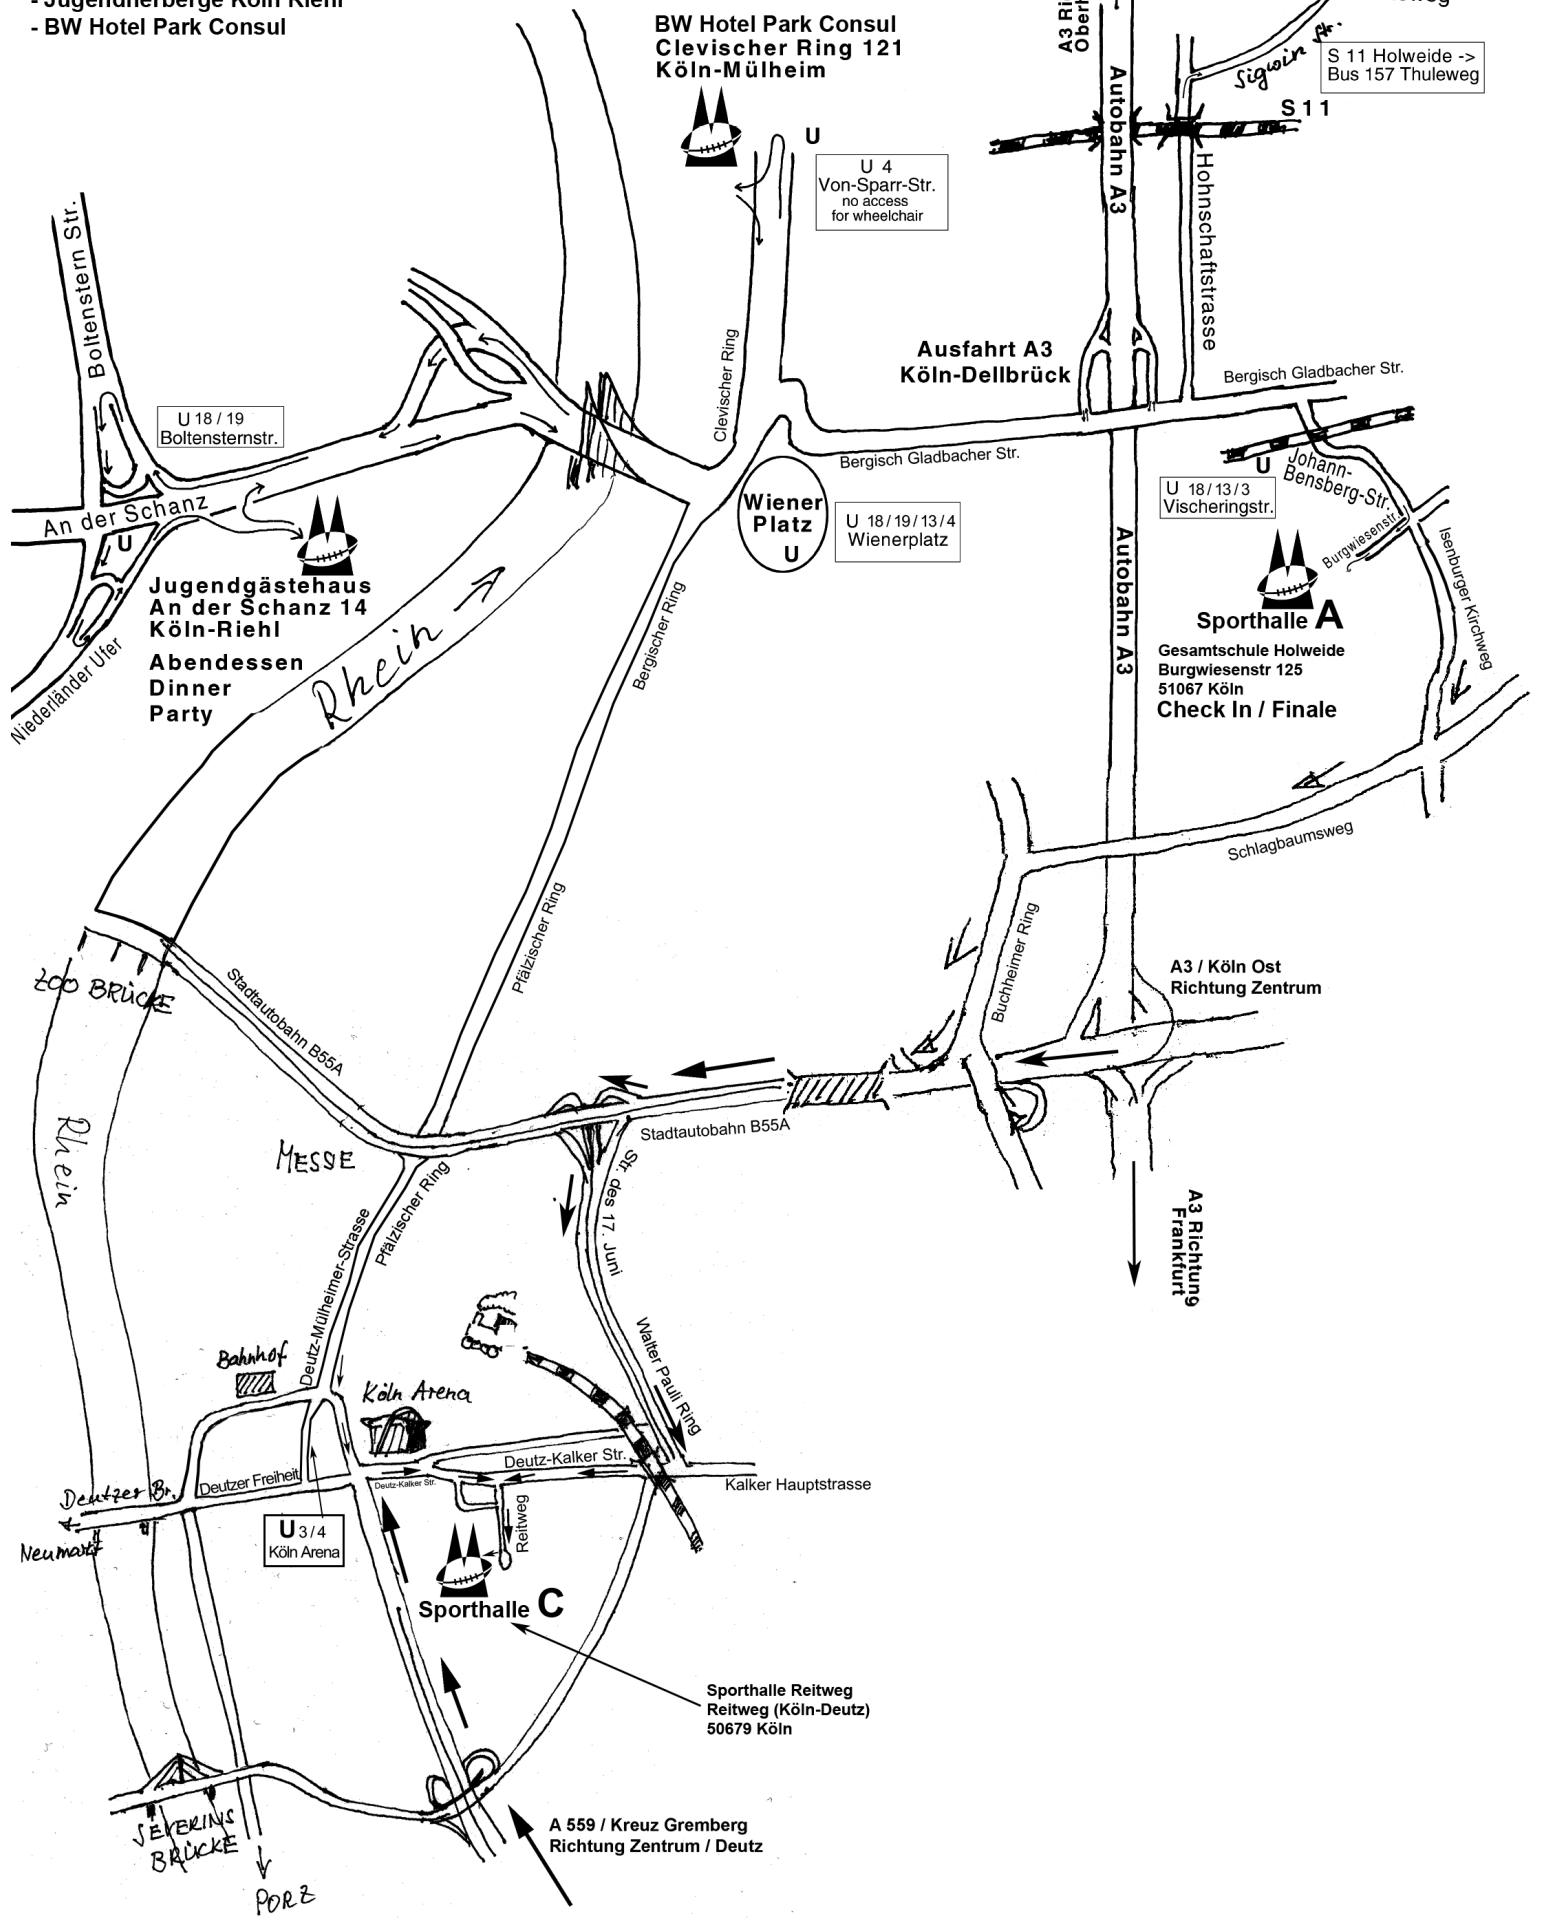 - Jugendherberge Köln Riehl
- BW Hotel Park Consul
BW Hotel Park Consul
Clevischer Ring 121
Köln-Mülheim
U
U 4
Von-Sparr-Str.
no access
for wheelchair
A3 Ri
Autobahn A3
Sigwin Str.
S 11 Holweide ->
Bus 157 Thuleweg
S 11
Hohnschaftstrasse
Boltenstern Str.
U 18 / 19
Boltensternstr.
An der Schanz
U
Jugendgästehaus
An der Schanz 14
Köln-Riehl
Abendessen
Dinner
Party
Niederländer Ufer
Rhein
Clevischer Ring
Ausfahrt A3
Köln-Dellbrück
Bergisch Gladbacher Str.
Bergisch Gladbacher Str.
Wiener
Platz
U
U 18/19/13/4
Wienerplatz
Bergischer Ring
Autobahn A3
U
Johann-
Bensberg-Str.
U 18/13/3
Vischeringstr.
Burgwiesenstr.
Isenburger Kirchweg
Sporthalle A
Gesamtschule Holweide
Burgwiesenstr 125
51067 Köln
Check In / Finale
Schlagbaumsweg
Buchheimer Ring
A3 / Köln Ost
Richtung Zentrum
ZOO BRÜCKE
Stadtautobahn B55A
Pfälzischer Ring
Stadtautobahn B55A
A3 Richtung
Frankfurt
Rhein
MESSE
Pfälzischer Ring
Deutz-Mülheimer-Strasse
Str. des 17. Juni
Walter Pauli Ring
Bahnhof
Köln Arena
Deutz-Kalker Str.
Deutz-Kalker Str.
Kalker Hauptstrasse
Deutzer Freiheit
Deutzer Br.
Neumarkt
U 3/4
Köln Arena
Reitweg
Sporthalle C
Sporthalle Reitweg
Reitweg (Köln-Deutz)
50679 Köln
SEVERINS
BRÜCKE
PORZ
A 559 / Kreuz Gremberg
Richtung Zentrum / Deutz